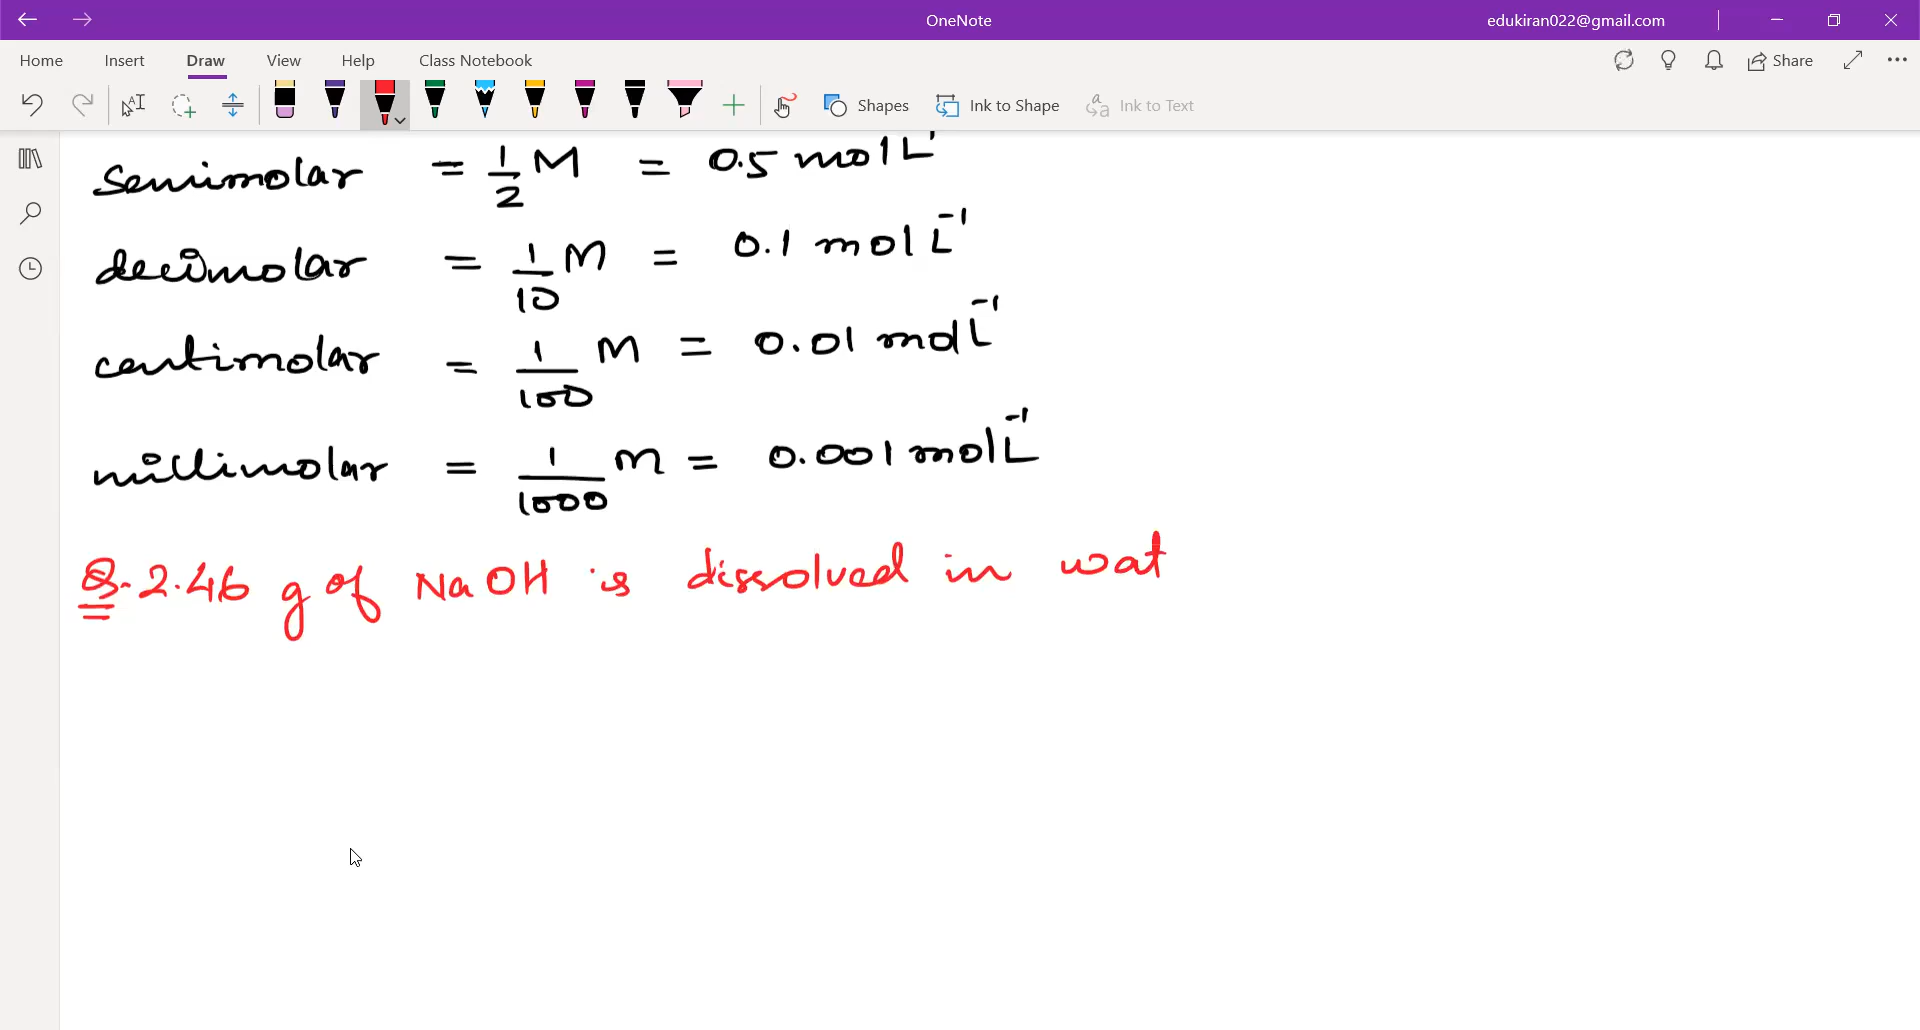 OneNote
edukiran022@gmail.com
Home Insert Draw View Help Class Notebook
Share
Shapes Ink to Shape Ink to Text
semimolar = 1/2 M = 0.5 mol L-1
decimolar = 1/10 M = 0.1 mol L-1
centimolar = 1/100 M = 0.01 mol L-1
millimolar = 1/1000 M = 0.001 mol L-1
Q. 2.46 g of NaOH is dissolved in wat